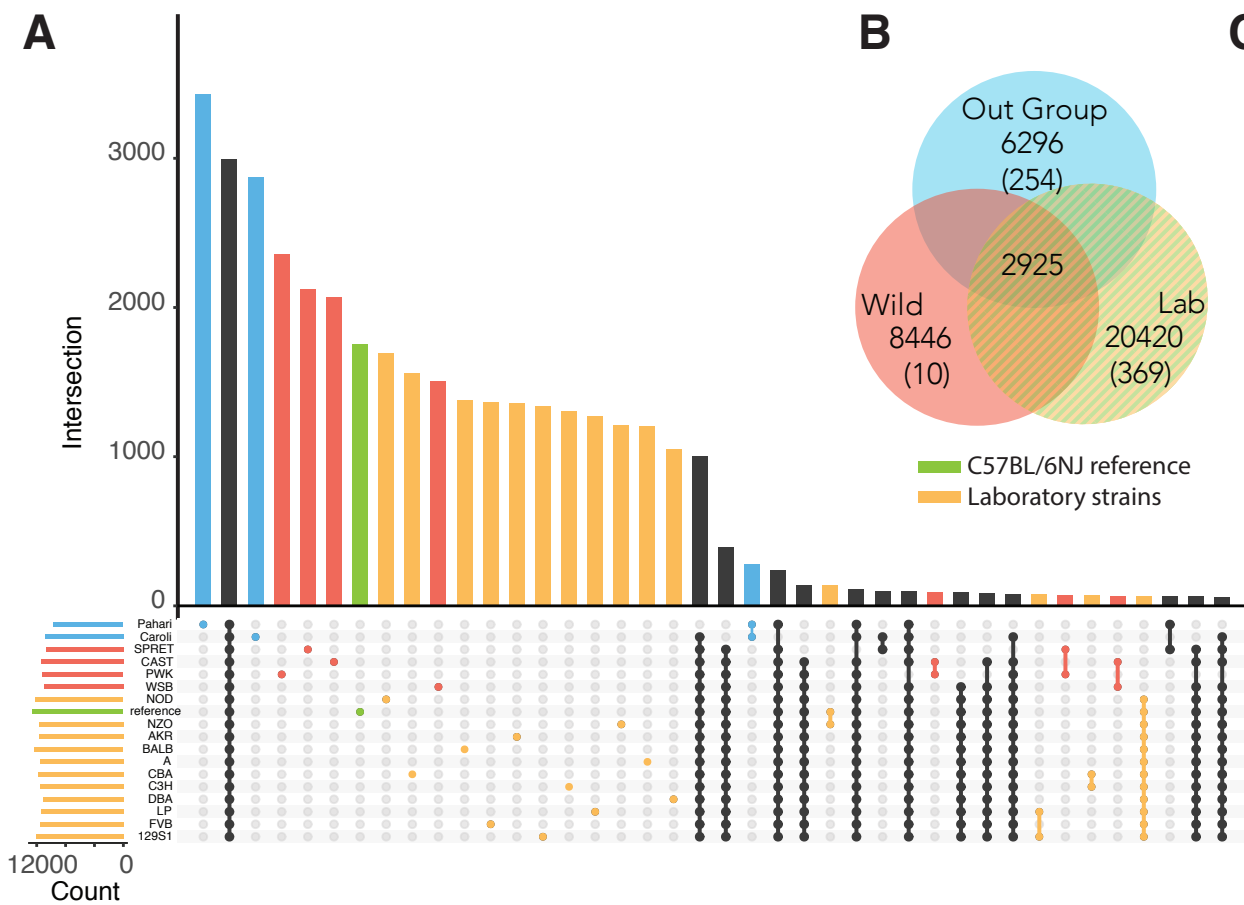 A
B
C
Intersection
3000
2000
1000
0
Out Group
6296
(254)
2925
Wild
8446
(10)
Lab
20420
(369)
C57BL/6NJ reference
Laboratory strains
Pahari
Caroli
SPRET
CAST
PWK
WSB
NOD
reference
NZO
AKR
BALB
A
CBA
C3H
DBA
LP
FVB
129S1
12000 0
Count